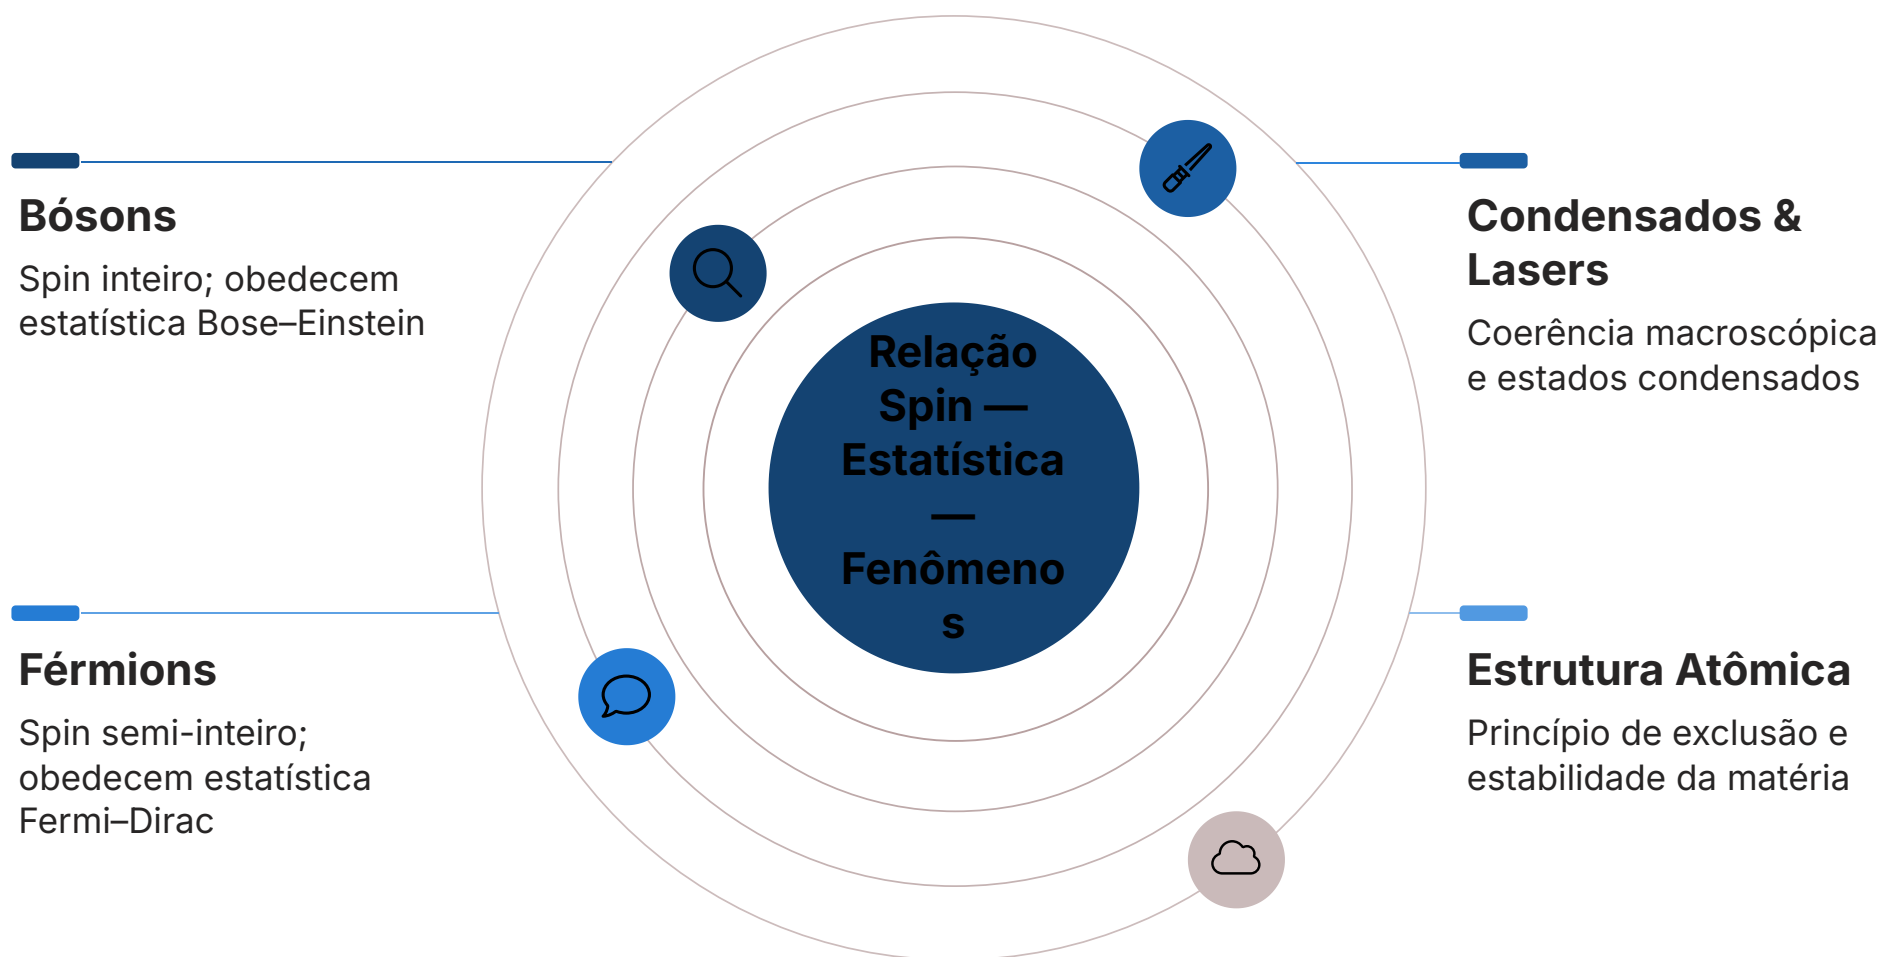 Bósons
Spin inteiro; obedecem
estatística Bose–Einstein
Férmions
Spin semi-inteiro;
obedecem estatística
Fermi–Dirac
Relação
Spin —
Estatística
—
Fenômeno
s
Condensados &
Lasers
Coerência macroscópica
e estados condensados
Estrutura Atômica
Princípio de exclusão e
estabilidade da matéria